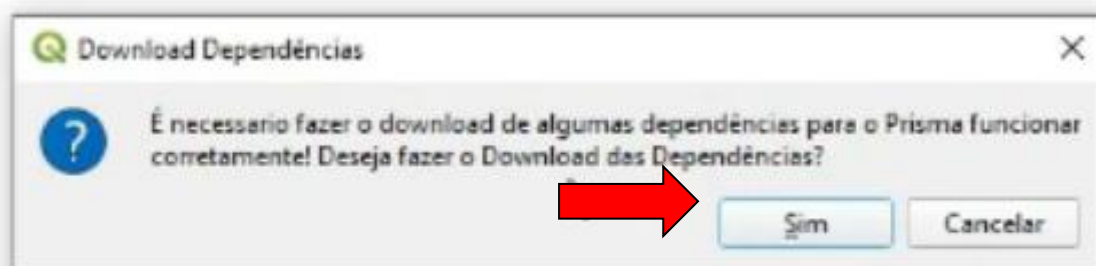 Download Dependências
É necessario fazer o download de algumas dependências para o Prisma funcionar
corretamente! Deseja fazer o Download das Dependências?
Sim
Cancelar